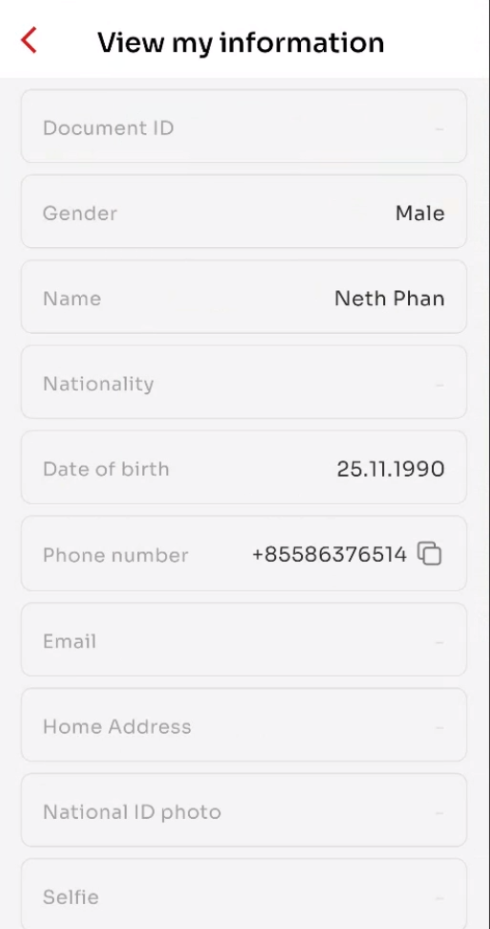 View my information
Document ID -
Gender Male
Name Neth Phan
Nationality -
Date of birth 25.11.1990
Phone number +85586376514
Email -
Home Address -
National ID photo -
Selfie -